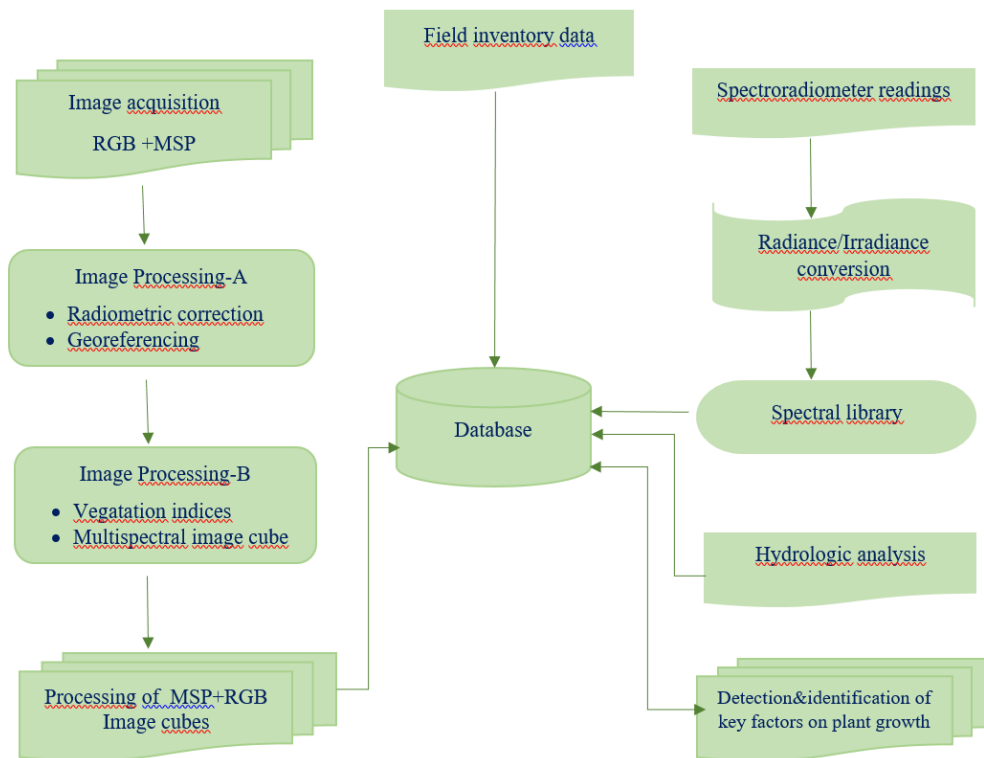 Field inventory data
Image acquisition
RGB +MSP
Spectroradiometer readings
Image Processing-A
• Radiometric correction
• Georeferencing
Radiance/Irradiance
conversion
Database
Spectral library
Image Processing-B
• Vegatation indices
• Multispectral image cube
Hydrologic analysis
Processing of MSP+RGB
Image cubes
Detection&identification of
key factors on plant growth